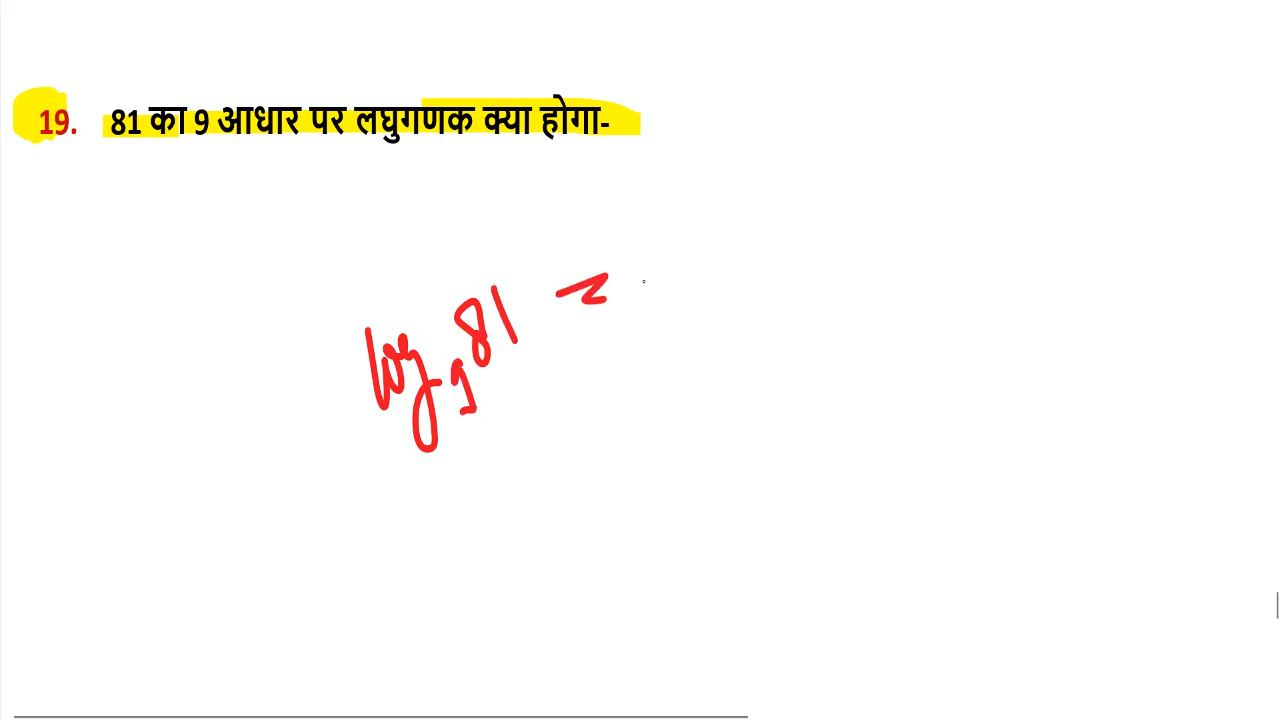 19. 81 का 9 आधार पर लघुगणक क्या होगा-
log₉81 =